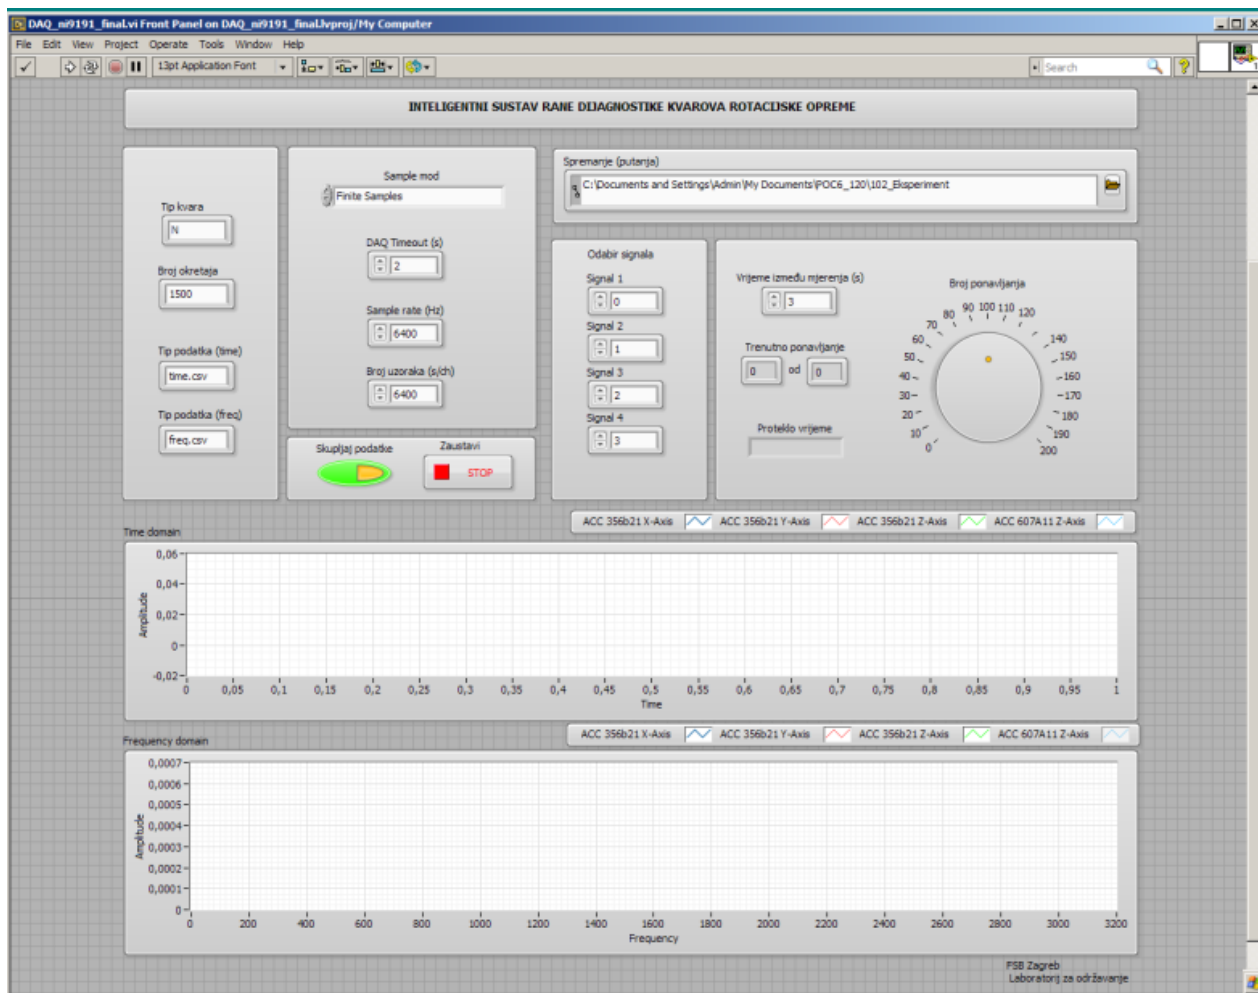 DAQ_ni9191_final.vi Front Panel on DAQ_ni9191_final.lvproj/My Computer
File Edit View Project Operate Tools Window Help
13pt Application Font
Search
INTELIGENTNI SUSTAV RANE DIJAGNOSTIKE KVAROVA ROTACIJSKE OPREME
Tip kvara
N
Broj okretaja
1500
Tip podatka (time)
time.csv
Tip podatka (freq)
freq.csv
Sample mod
Finite Samples
DAQ Timeout (s)
2
Sample rate (Hz)
6400
Broj uzoraka (s/ch)
6400
Skupljaj podatke
Zaustavi
STOP
Spremanje (putanja)
C:\Documents and Settings\Admin\My Documents\POC6_120\102_Eksperiment
Odabir signala
Signal 1
0
Signal 2
1
Signal 3
2
Signal 4
3
Vrijeme između mjerenja (s)
3
Trenutno ponavljanje
0 od 0
Proteklo vrijeme
Broj ponavljanja
0 10 20 30 40 50 60 70 80 90 100 110 120 140 150 160 170 180 190 200
Time domain
ACC 356b21 X-Axis ACC 356b21 Y-Axis ACC 356b21 Z-Axis ACC 607A11 Z-Axis
Amplitude
0,06
0,04
0,02
0
-0,02
0 0,05 0,1 0,15 0,2 0,25 0,3 0,35 0,4 0,45 0,5 0,55 0,6 0,65 0,7 0,75 0,8 0,85 0,9 0,95 1
Time
Frequency domain
ACC 356b21 X-Axis ACC 356b21 Y-Axis ACC 356b21 Z-Axis ACC 607A11 Z-Axis
Amplitude
0,0007
0,0006
0,0005
0,0004
0,0003
0,0002
0,0001
0
0 200 400 600 800 1000 1200 1400 1600 1800 2000 2200 2400 2600 2800 3000 3200
Frequency
FSB Zagreb
Laboratorij za održavanje